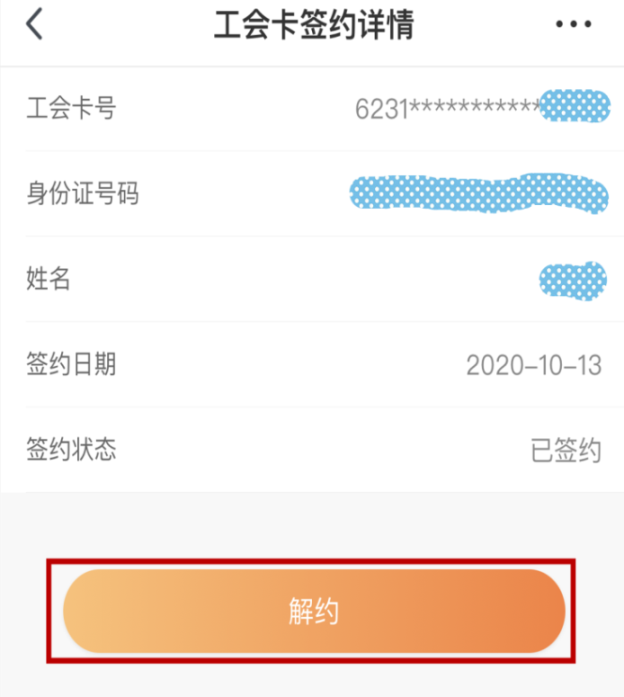 工会卡签约详情
工会卡号 6231***********
身份证号码
姓名
签约日期 2020-10-13
签约状态 已签约
解约